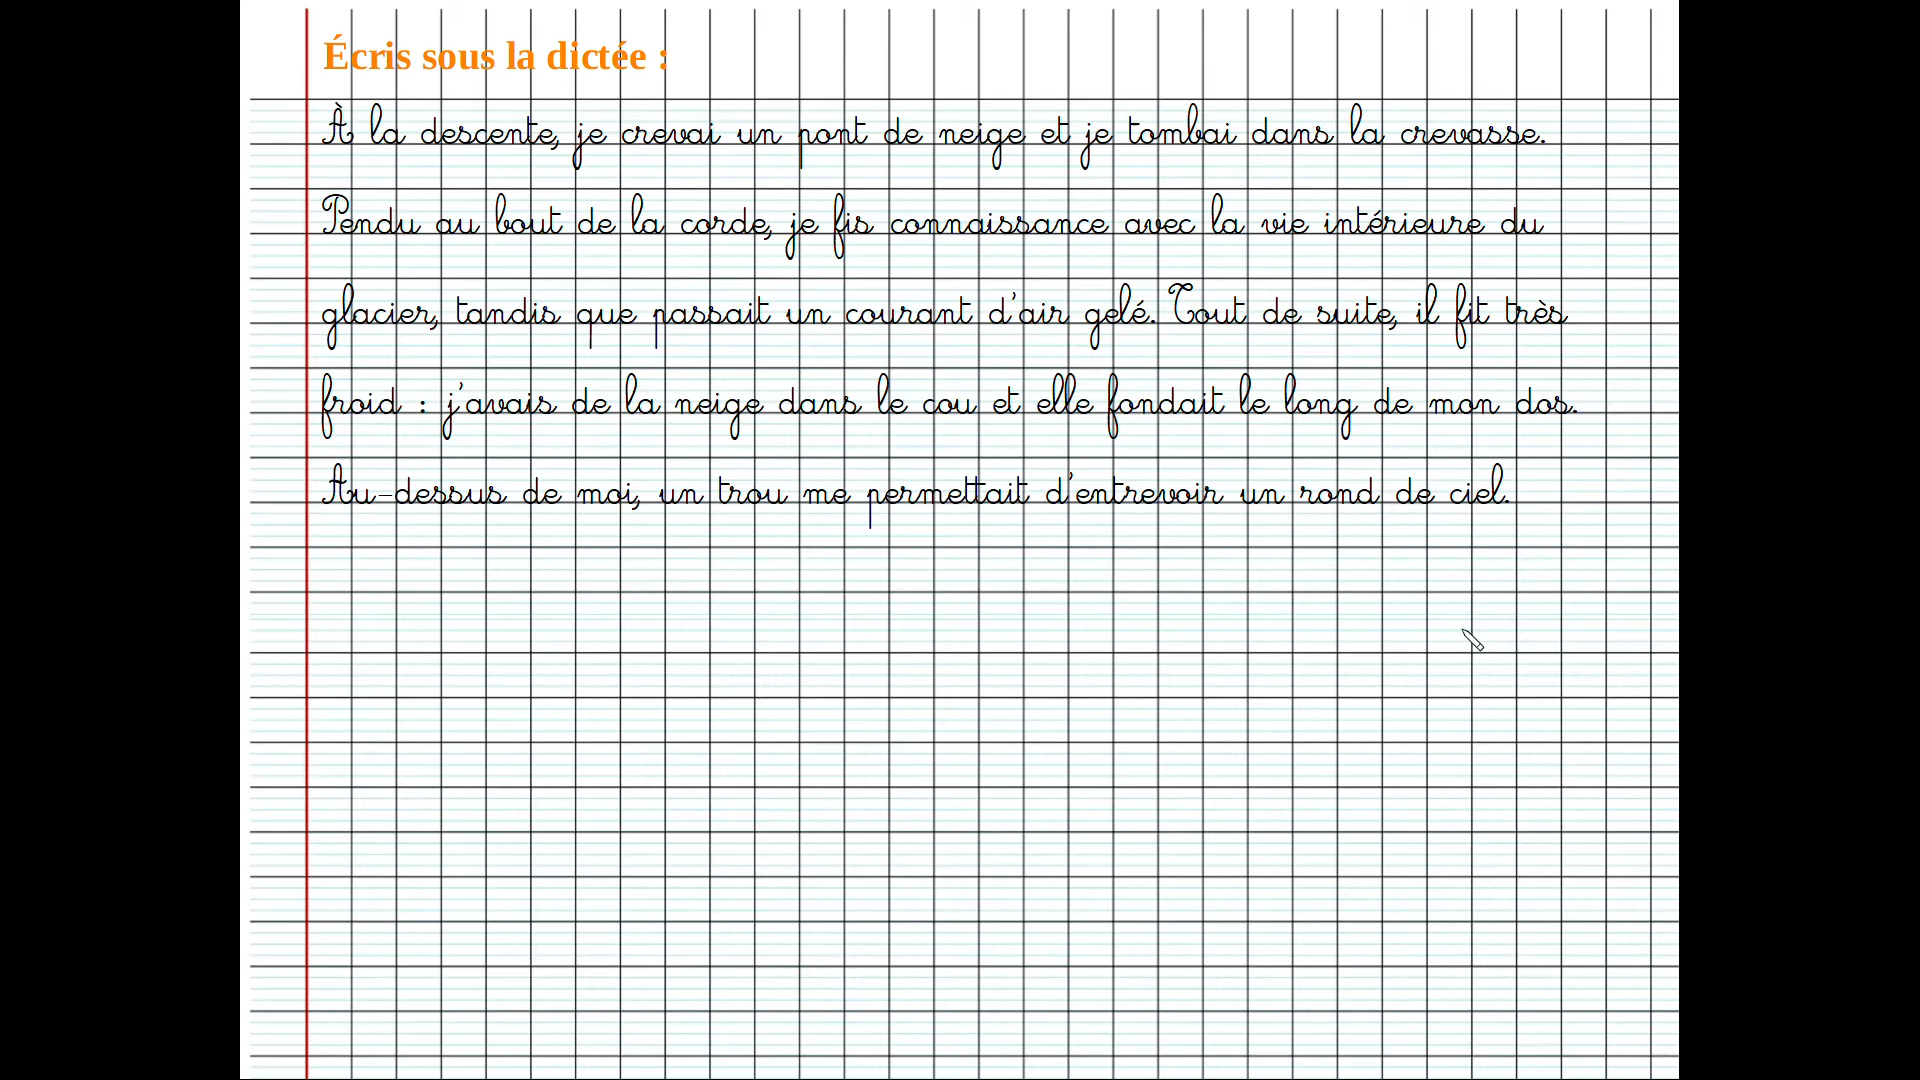 Écris sous la dictée :
À la descente, je crevai un pont de neige et je tombai dans la crevasse.
Pendu au bout de la corde, je fis connaissance avec la vie intérieure du
glacier, tandis que passait un courant d'air gelé. Tout de suite, il fit très
froid : j'avais de la neige dans le cou et elle fondait le long de mon dos.
Au-dessus de moi, un trou me permettait d'entrevoir un rond de ciel.